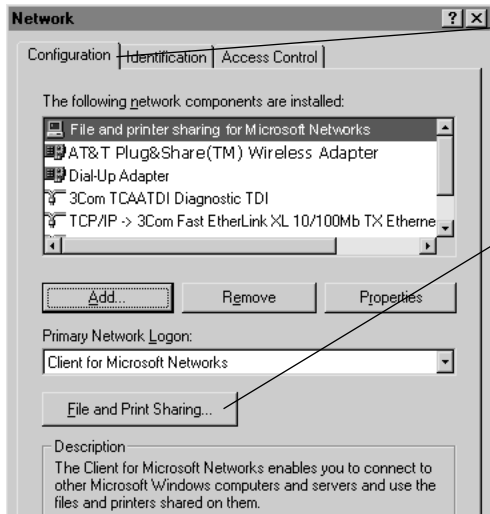 Network
Configuration Identification Access Control
The following network components are installed:
File and printer sharing for Microsoft Networks
AT&T Plug&Share(TM) Wireless Adapter
Dial-Up Adapter
3Com TCAATDI Diagnostic TDI
TCP/IP -> 3Com Fast EtherLink XL 10/100Mb TX Etherne
Add... Remove Properties
Primary Network Logon:
Client for Microsoft Networks
File and Print Sharing...
Description
The Client for Microsoft Networks enables you to connect to
other Microsoft Windows computers and servers and use the
files and printers shared on them.